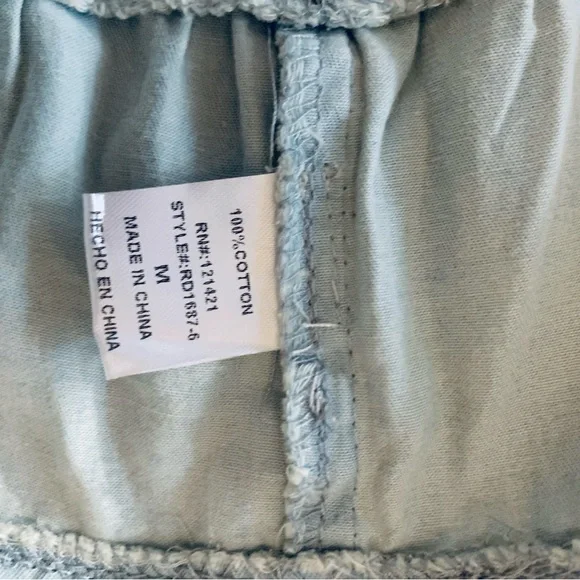 100%COTTON
RN#:121421
STYLE#:RD1687-6
M
MADE IN CHINA
HECHO EN CHINA